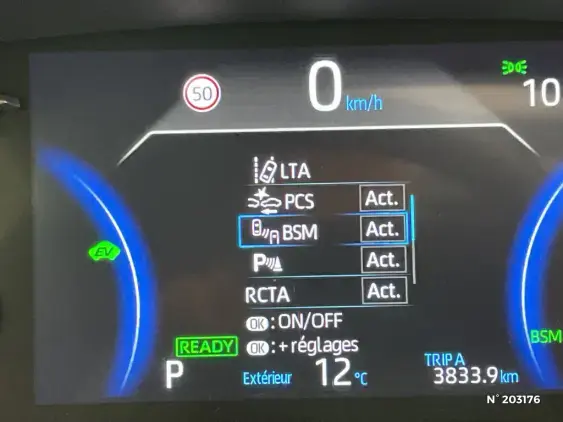 50
0 km/h
10
LTA
PCS Act.
BSM Act.
P Act.
RCTA Act.
EV
OK : ON/OFF
OK : + réglages
READY
BSM
P
Extérieur 12 °C
TRIP A
3833.9 km
N° 203176